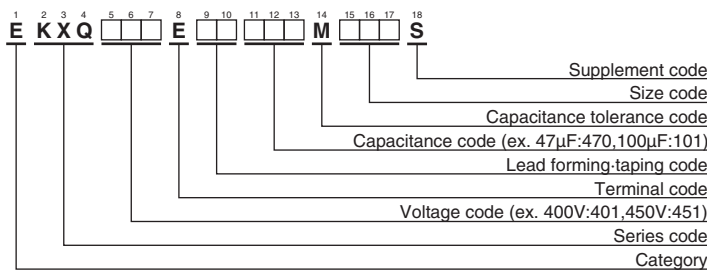 1 2 3 4 5 6 7 8 9 10 11 12 13 14 15 16 17 18
E KXQ □□□ E □□ □□□ M □□□ S
Supplement code
Size code
Capacitance tolerance code
Capacitance code (ex. 47μF:470,100μF:101)
Lead forming·taping code
Terminal code
Voltage code (ex. 400V:401,450V:451)
Series code
Category